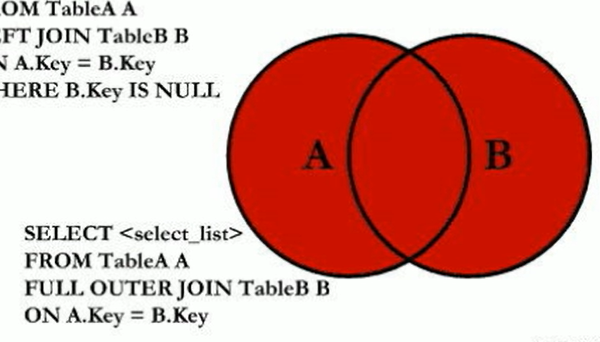 OM TableA A
FT JOIN TableB B
A.Key = B.Key
HERE B.Key IS NULL
A
B
SELECT <select_list>
FROM TableA A
FULL OUTER JOIN TableB B
ON A.Key = B.Key